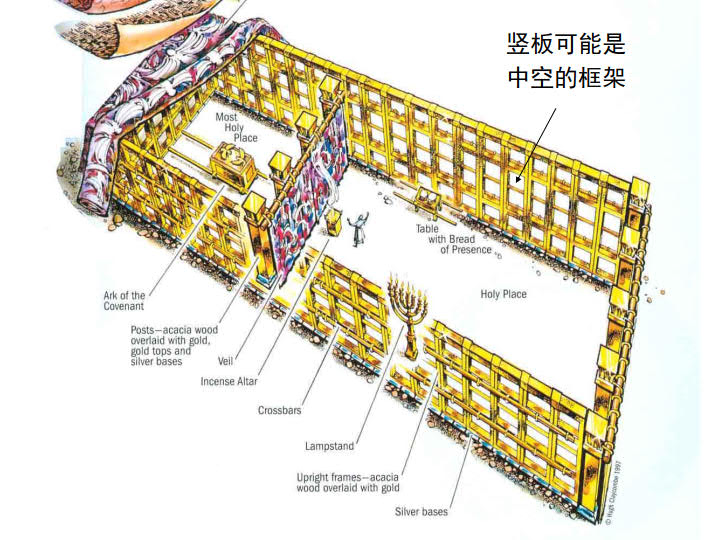 竖板可能是
中空的框架
Most
Holy
Place
Table
with Bread
of Presence
Holy Place
Ark of the
Covenant
Posts—acacia wood
overlaid with gold,
gold tops and
silver bases
Veil
Incense Altar
Crossbars
Lampstand
Upright frames—acacia
wood overlaid with gold
Silver bases
© Hugh Claycombe 1997